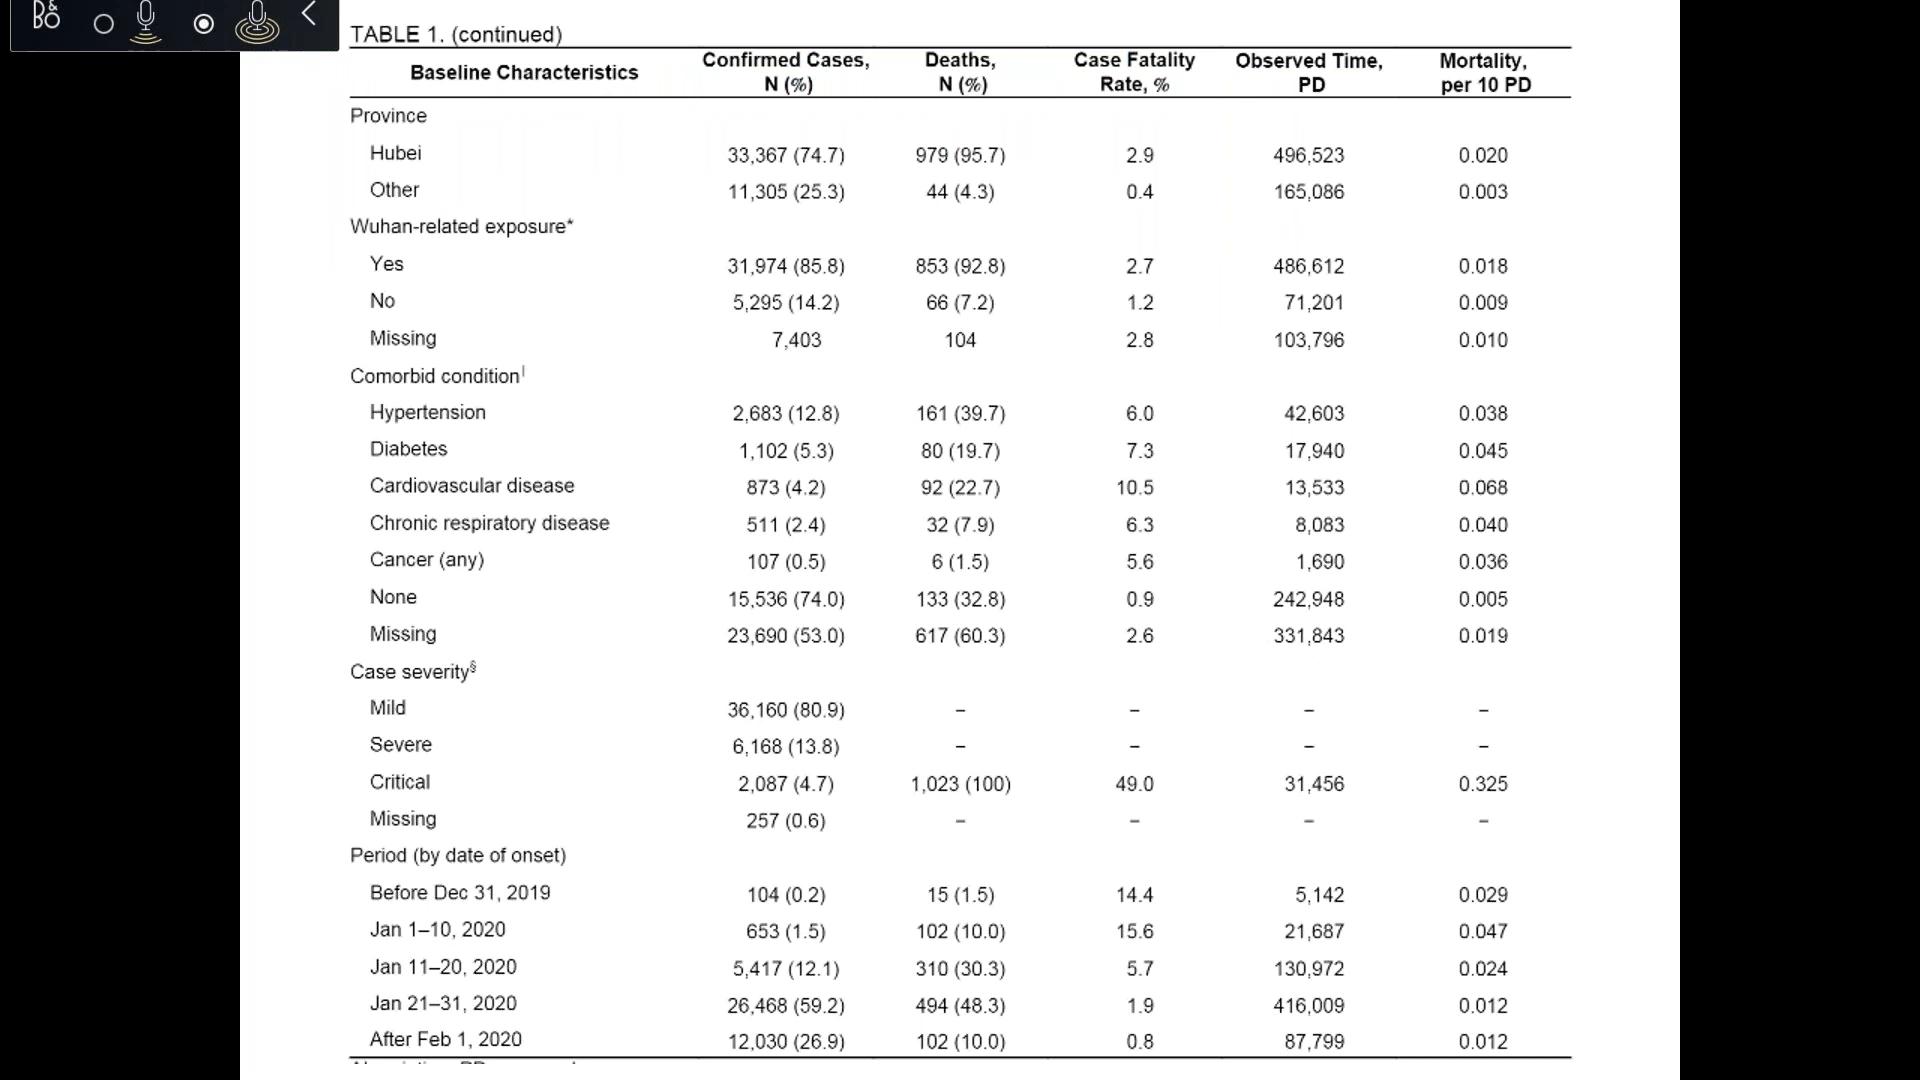 B&O
TABLE 1. (continued)
Baseline Characteristics Confirmed Cases, N (%) Deaths, N (%) Case Fatality Rate, % Observed Time, PD Mortality, per 10 PD
Province
Hubei 33,367 (74.7) 979 (95.7) 2.9 496,523 0.020
Other 11,305 (25.3) 44 (4.3) 0.4 165,086 0.003
Wuhan-related exposure*
Yes 31,974 (85.8) 853 (92.8) 2.7 486,612 0.018
No 5,295 (14.2) 66 (7.2) 1.2 71,201 0.009
Missing 7,403 104 2.8 103,796 0.010
Comorbid condition|
Hypertension 2,683 (12.8) 161 (39.7) 6.0 42,603 0.038
Diabetes 1,102 (5.3) 80 (19.7) 7.3 17,940 0.045
Cardiovascular disease 873 (4.2) 92 (22.7) 10.5 13,533 0.068
Chronic respiratory disease 511 (2.4) 32 (7.9) 6.3 8,083 0.040
Cancer (any) 107 (0.5) 6 (1.5) 5.6 1,690 0.036
None 15,536 (74.0) 133 (32.8) 0.9 242,948 0.005
Missing 23,690 (53.0) 617 (60.3) 2.6 331,843 0.019
Case severity§
Mild 36,160 (80.9) – – – –
Severe 6,168 (13.8) – – – –
Critical 2,087 (4.7) 1,023 (100) 49.0 31,456 0.325
Missing 257 (0.6) – – – –
Period (by date of onset)
Before Dec 31, 2019 104 (0.2) 15 (1.5) 14.4 5,142 0.029
Jan 1–10, 2020 653 (1.5) 102 (10.0) 15.6 21,687 0.047
Jan 11–20, 2020 5,417 (12.1) 310 (30.3) 5.7 130,972 0.024
Jan 21–31, 2020 26,468 (59.2) 494 (48.3) 1.9 416,009 0.012
After Feb 1, 2020 12,030 (26.9) 102 (10.0) 0.8 87,799 0.012